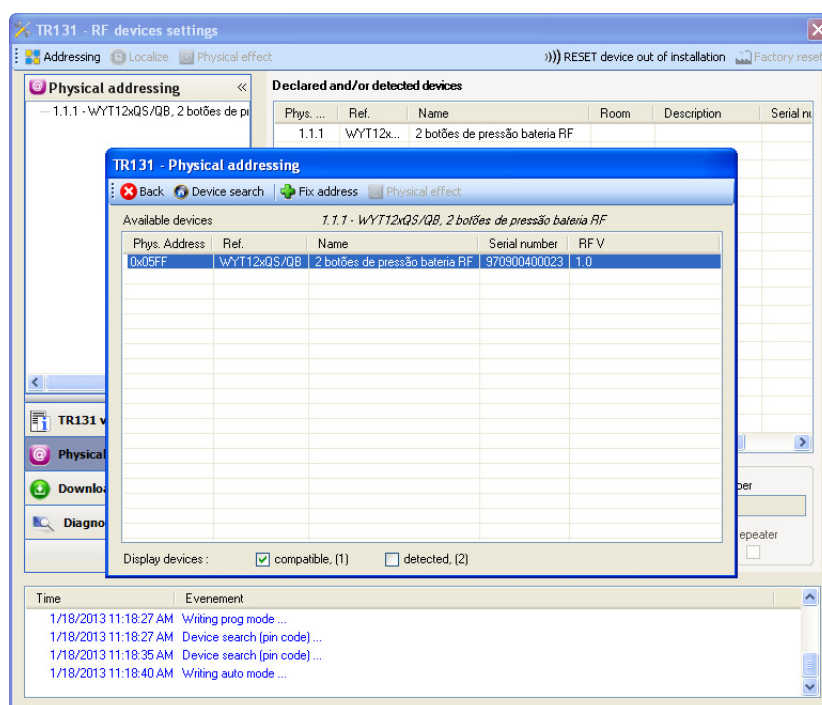 TR131 - RF devices settings
Addressing Localize Physical effect RESET device out of installation Factory reset
Physical addressing Declared and/or detected devices
1.1.1 - WYT12xQS/QB, 2 botões de
Phys. ... Ref. Name Room Description Serial
1.1.1 WYT12x... 2 botões de pressão bateria RF
TR131 - Physical addressing
Back Device search Fix address Physical effect
Available devices 1.1.1 - WYT12xQS/QB, 2 botões de pressão bateria RF
Phys. Address Ref. Name Serial number RF V
0x05FF WYT12xQS/QB 2 botões de pressão bateria RF 970900400023 1.0
TR131
Physical
Diagno
Downloa
epeater
Display devices : compatible, (1) detected, (2)
Time Evenement
1/18/2013 11:18:27 AM Writing prog mode ...
1/18/2013 11:18:27 AM Device search (pin code) ...
1/18/2013 11:18:35 AM Device search (pin code) ...
1/18/2013 11:18:40 AM Writing auto mode ...